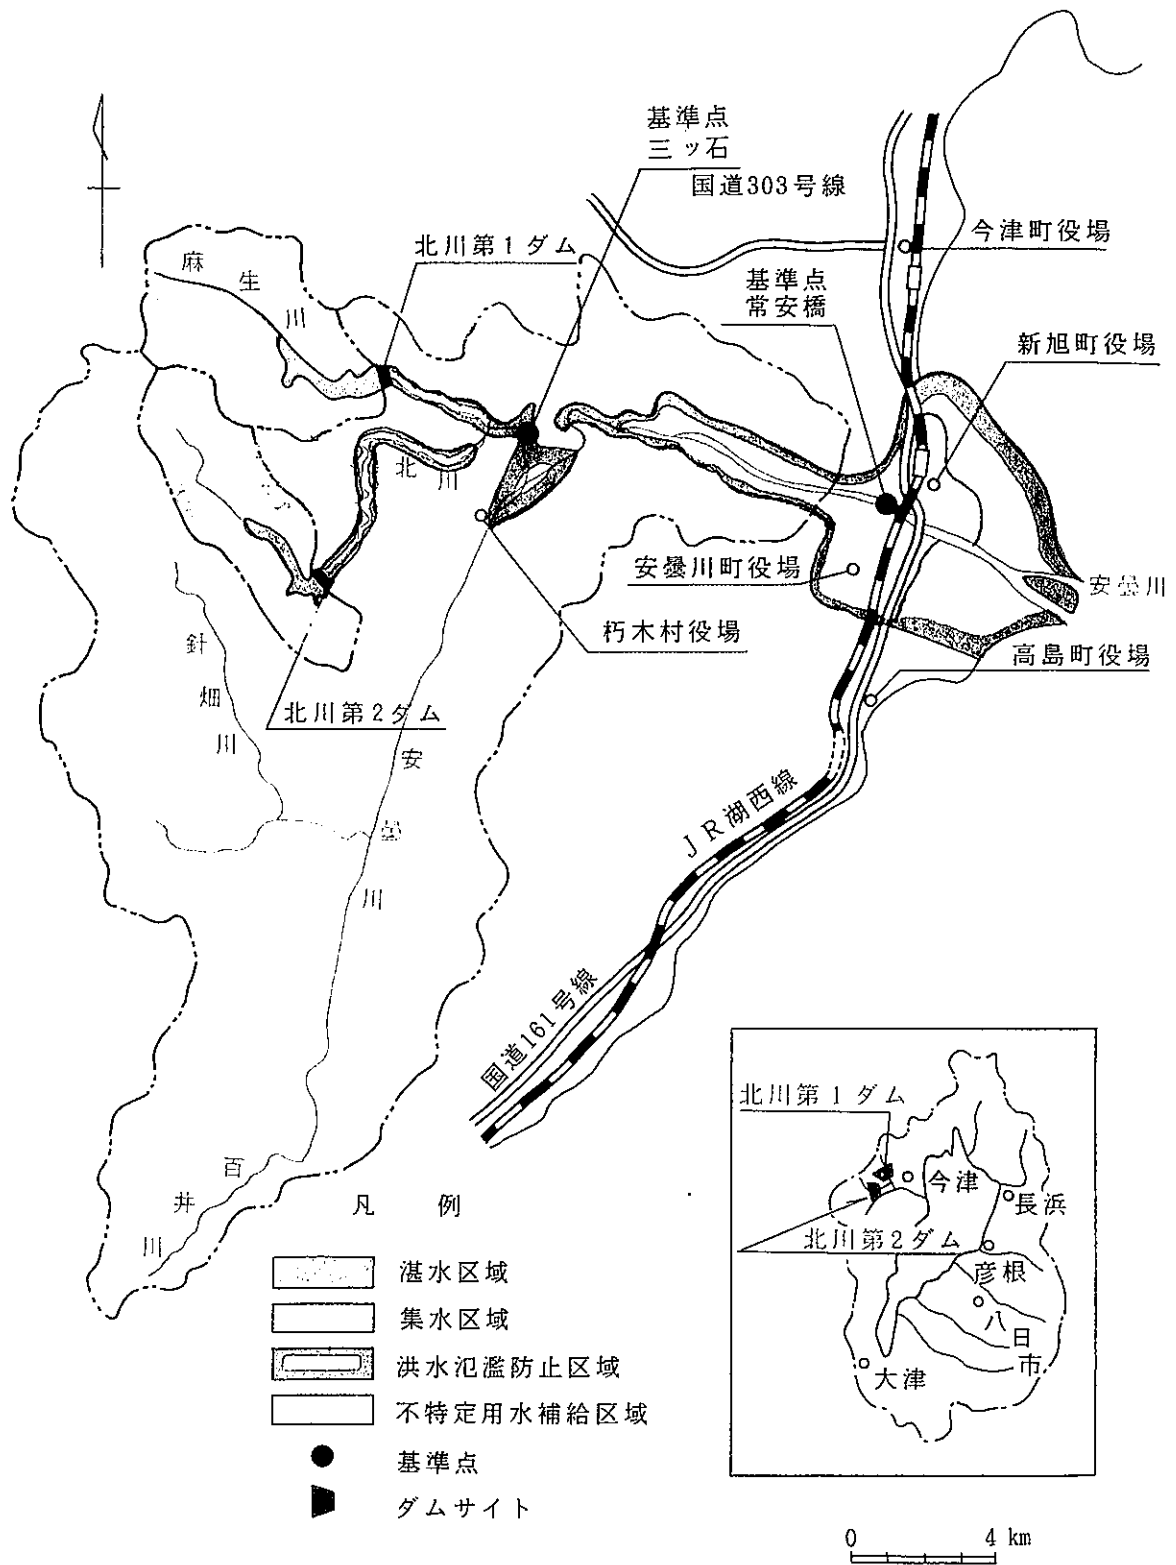 基準点
三ッ石
国道303号線
北川第1ダム
今津町役場
基準点
常安橋
新旭町役場
麻生川
北川
安曇川町役場
安曇川
朽木村役場
高島町役場
針畑川
北川第2ダム
安曇川
JR湖西線
国道161号線
百井川
北川第1ダム
今津
長浜
北川第2ダム
彦根
八日市
大津
凡 例
湛水区域
集水区域
洪水氾濫防止区域
不特定用水補給区域
基準点
ダムサイト
0 4 km